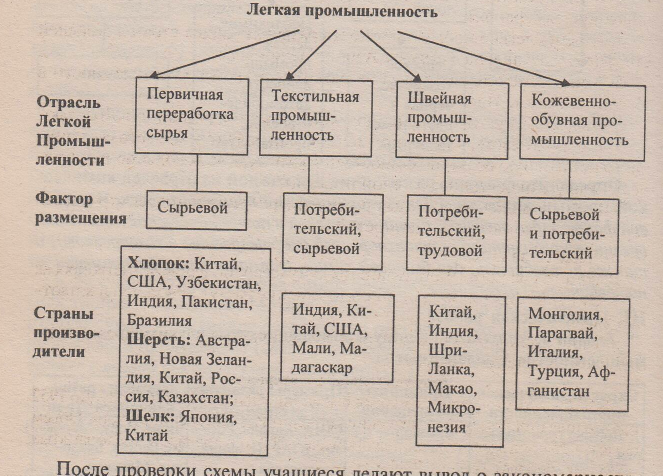 Легкая промышленность
Отрасль
Легкой
Промыш-
ленности
Первичная
переработка
сырья
Текстильная
промыш-
ленность
Швейная
промыш-
ленность
Кожевенно-
обувная про-
мышленность
Фактор
размещения
Сырьевой
Потреби-
тельский,
сырьевой
Потреби-
тельский,
трудовой
Сырьевой
и потреби-
тельский
Страны
произво-
дители
Хлопок: Китай,
США, Узбекистан,
Индия, Пакистан,
Бразилия
Шерсть: Австра-
лия, Новая Зелан-
дия, Китай, Рос-
сия, Казахстан;
Шелк: Япония,
Китай
Индия, Ки-
тай, США,
Мали, Ма-
дагаскар
Китай,
Индия,
Шри-
Ланка,
Макао,
Микро-
незия
Монголия,
Парагвай,
Италия,
Турция, Аф-
ганистан
После проверки схемы учащиеся делают вывод о